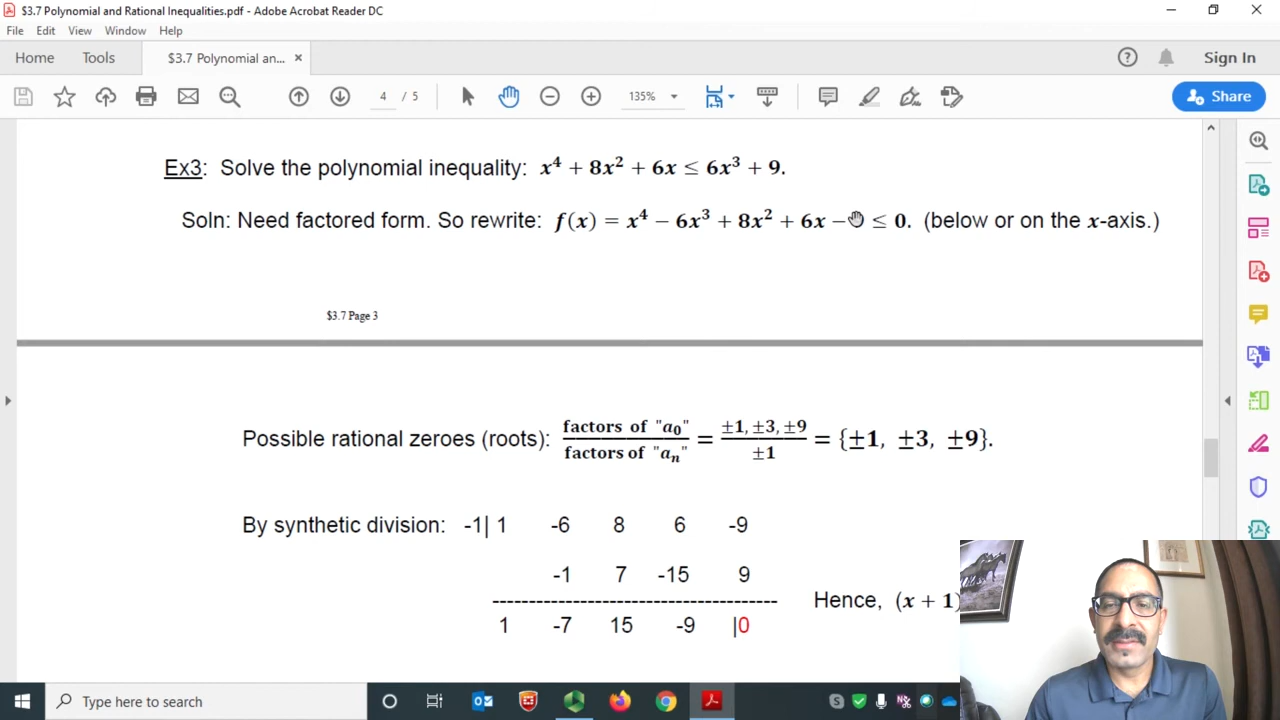 $3.7 Polynomial and Rational Inequalities.pdf - Adobe Acrobat Reader DC
File Edit View Window Help
Home Tools $3.7 Polynomial an... × Sign In
4 / 5 135% Share
Ex3: Solve the polynomial inequality: x⁴ + 8x² + 6x ≤ 6x³ + 9.
Soln: Need factored form. So rewrite: f(x) = x⁴ − 6x³ + 8x² + 6x − ≤ 0. (below or on the x-axis.)
$3.7 Page 3
Possible rational zeroes (roots): factors of "a₀" / factors of "aₙ" = ±1, ±3, ±9 / ±1 = {±1, ±3, ±9}.
By synthetic division: -1| 1 -6 8 6 -9
-1 7 -15 9
---------------------------------------
Hence, (x + 1)
1 -7 15 -9 |0
Type here to search